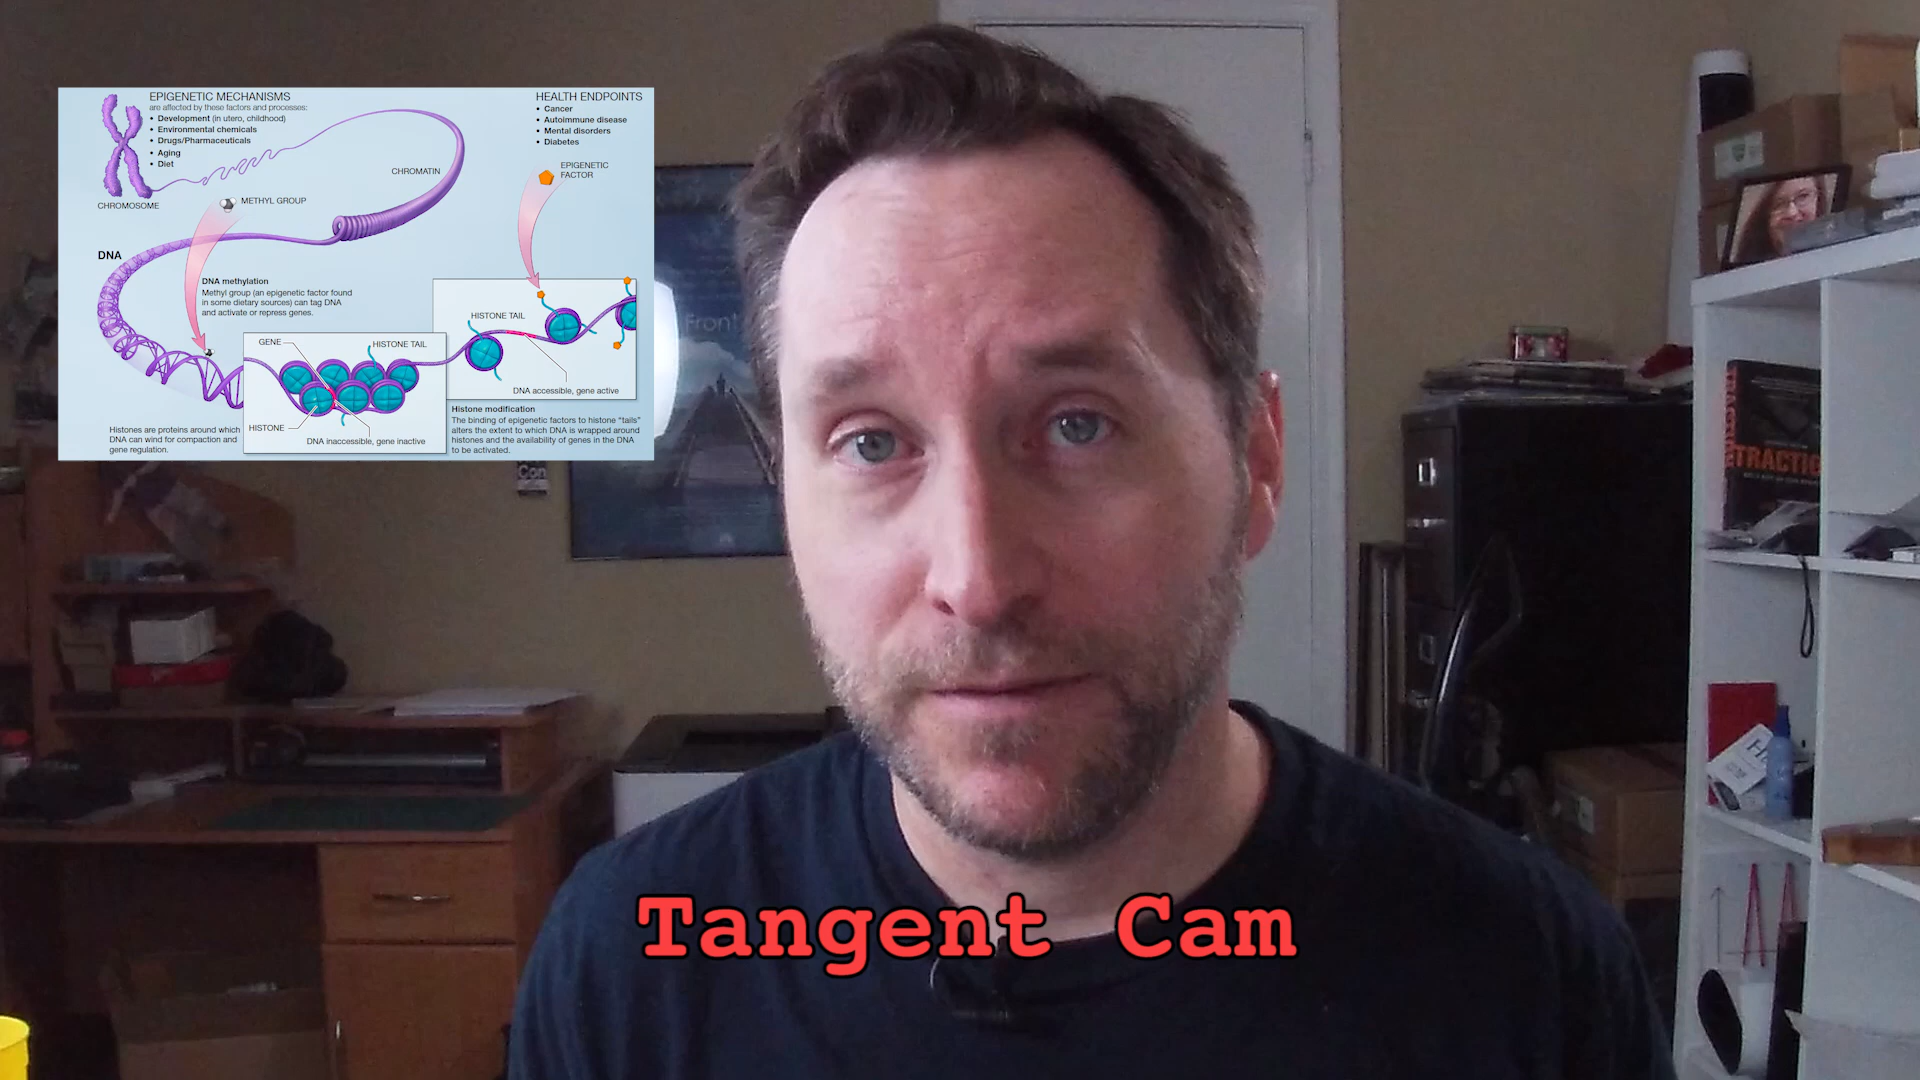 EPIGENETIC MECHANISMS
are affected by these factors and processes:
• Development (in utero, childhood)
• Environmental chemicals
• Drugs/Pharmaceuticals
• Aging
• Diet
HEALTH ENDPOINTS
• Cancer
• Autoimmune disease
• Mental disorders
• Diabetes
EPIGENETIC
FACTOR
CHROMATIN
CHROMOSOME
METHYL GROUP
DNA
DNA methylation
Methyl group (an epigenetic factor found
in some dietary sources) can tag DNA
and activate or repress genes.
HISTONE TAIL
GENE
HISTONE TAIL
DNA accessible, gene active
HISTONE
DNA inaccessible, gene inactive
Histones are proteins around which
DNA can wind for compaction and
gene regulation.
Histone modification
The binding of epigenetic factors to histone "tails"
alters the extent to which DNA is wrapped around
histones and the availability of genes in the DNA
to be activated.
Front
Con
Tangent Cam